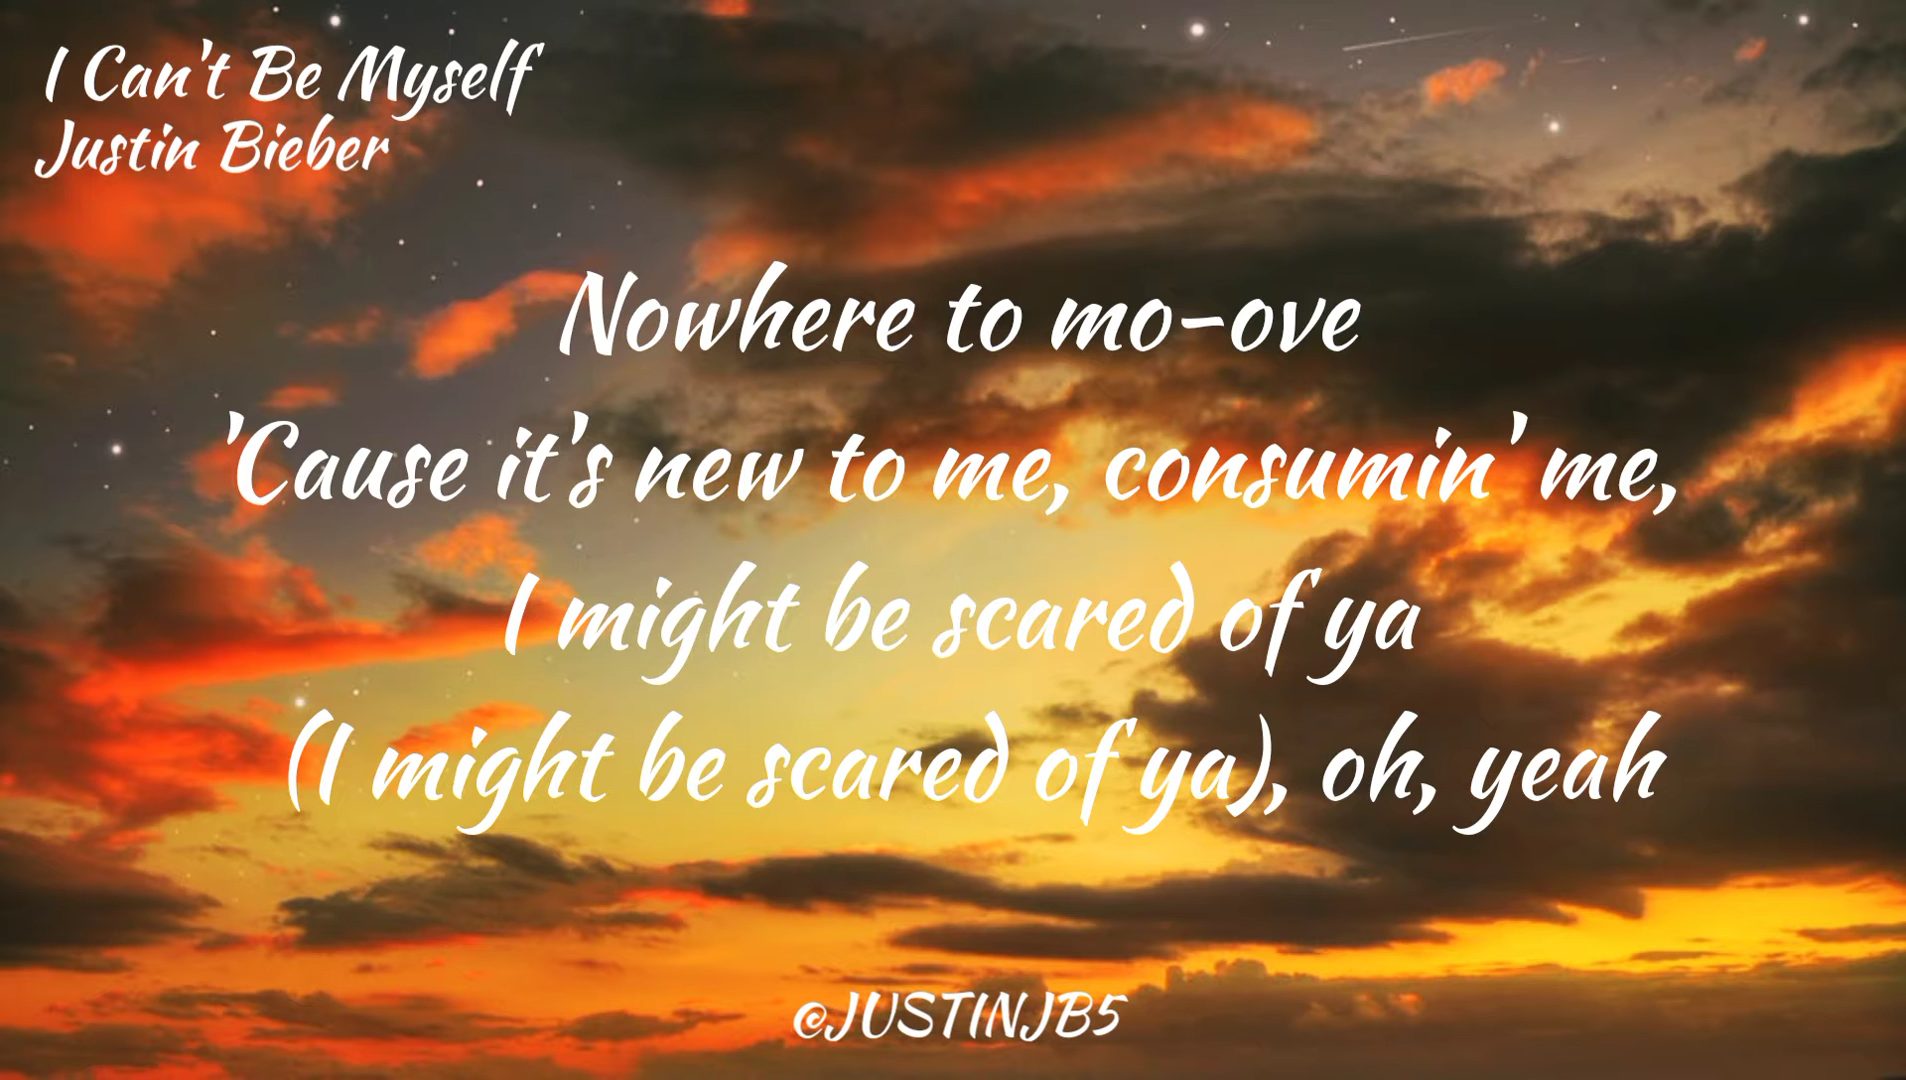 I Can't Be Myself
Justin Bieber
Nowhere to mo-ove
'Cause it's new to me, consumin' me,
I might be scared of ya
(I might be scared of ya), oh, yeah
@JUSTINJB5